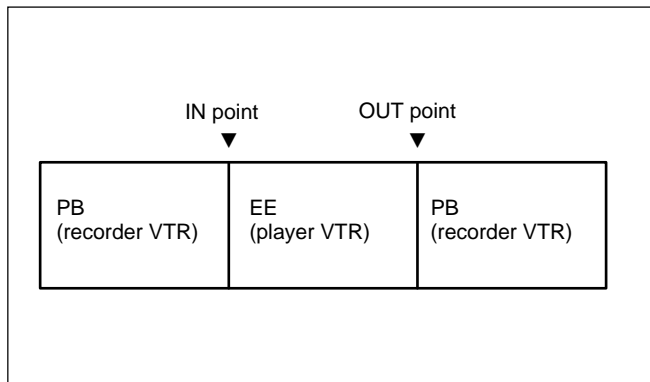 IN point
OUT point
PB
(recorder VTR)
EE
(player VTR)
PB
(recorder VTR)